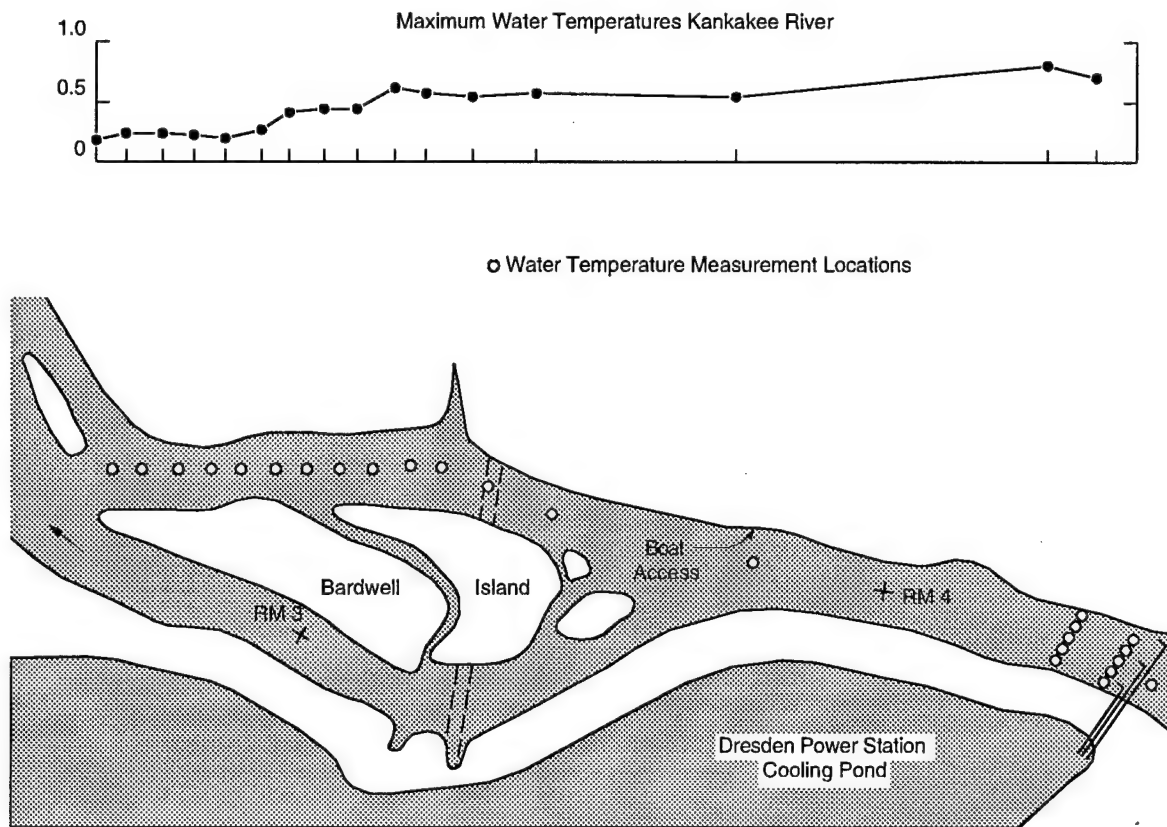 Maximum Water Temperatures Kankakee River
1.0
0.5
0
Water Temperature Measurement Locations
Boat
Access
Bardwell
Island
RM 3
RM 4
Dresden Power Station
Cooling Pond